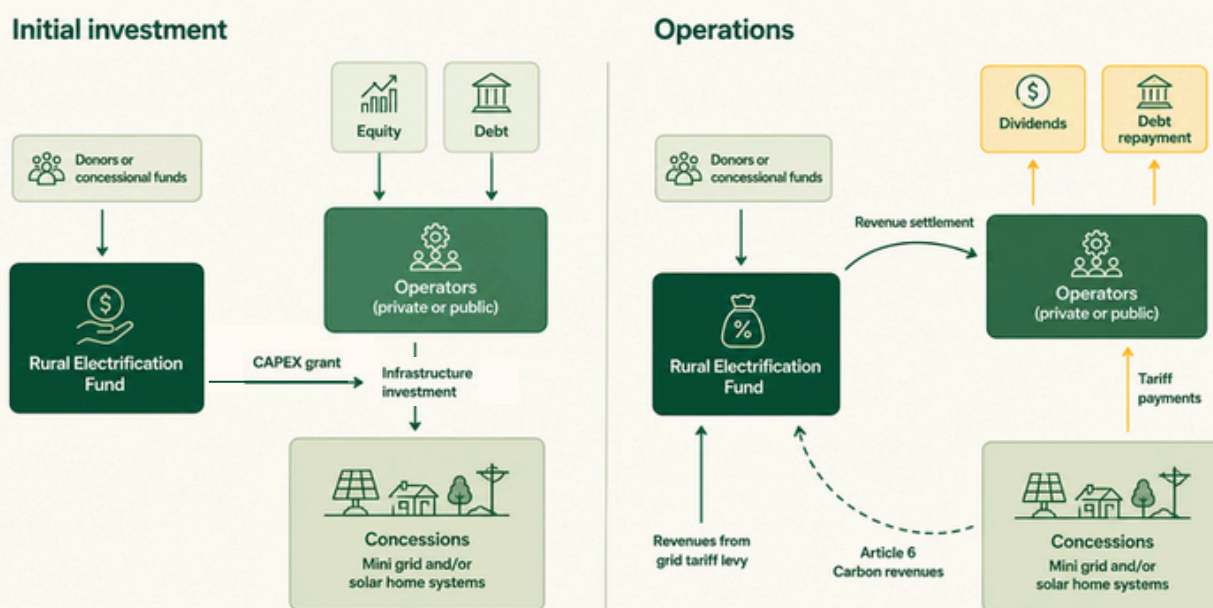 Initial investment
Equity
Debt
Donors or
concessional funds
Operators
(private or public)
$
Rural Electrification
Fund
CAPEX grant
Infrastructure
investment
Concessions
Mini grid and/or
solar home systems
Operations
$
Dividends
Debt
repayment
Donors or
concessional funds
Revenue settlement
Operators
(private or public)
%
Rural Electrification
Fund
Tariff
payments
Revenues from
grid tariff levy
Article 6
Carbon revenues
Concessions
Mini grid and/or
solar home systems